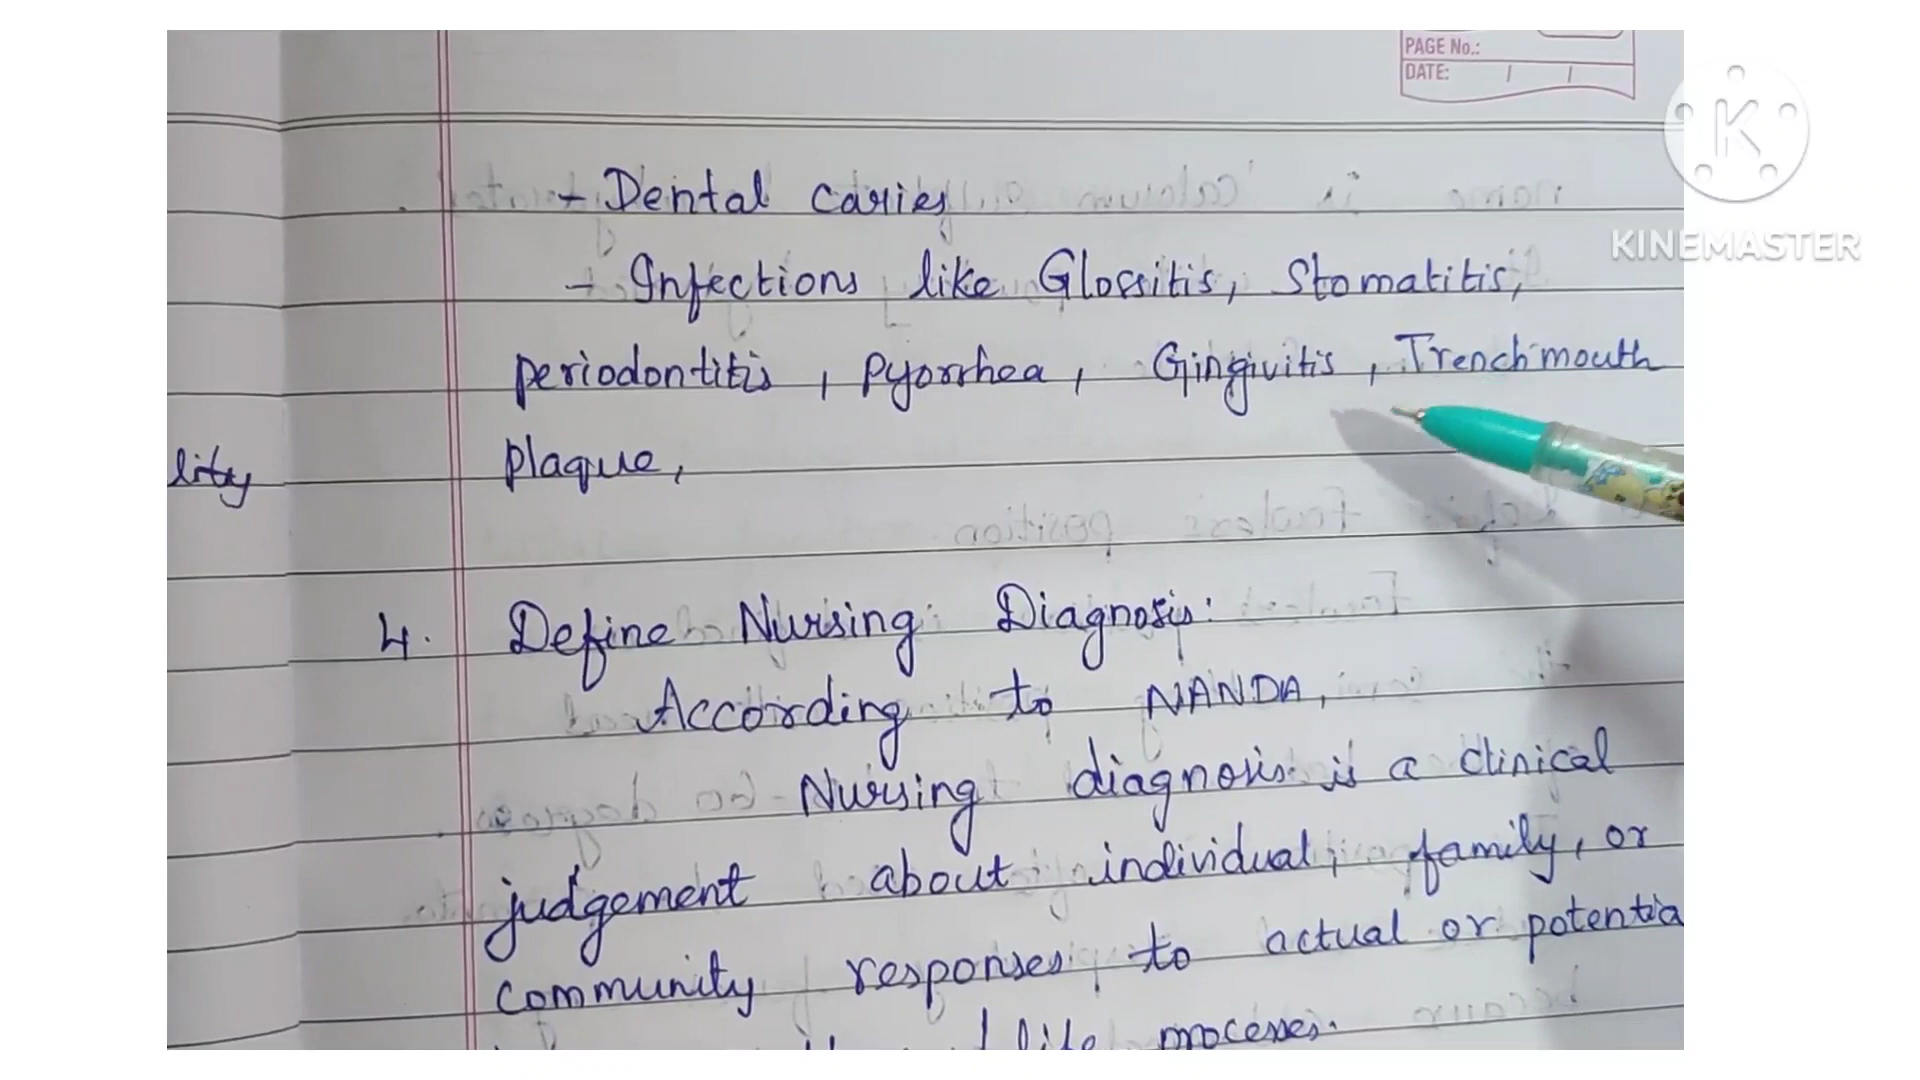 PAGE No.:
DATE: / /
KINEMASTER
- Dental caries
- Infections like Glossitis, Stomatitis,
periodontitis, Pyorrhea, Gingivitis, Trench mouth
plaque,
lity
4. Define Nursing Diagnosis:
According to NANDA,
Nursing diagnosis is a clinical
judgement about individual, family, or
community responses to actual or potentia
life processes.